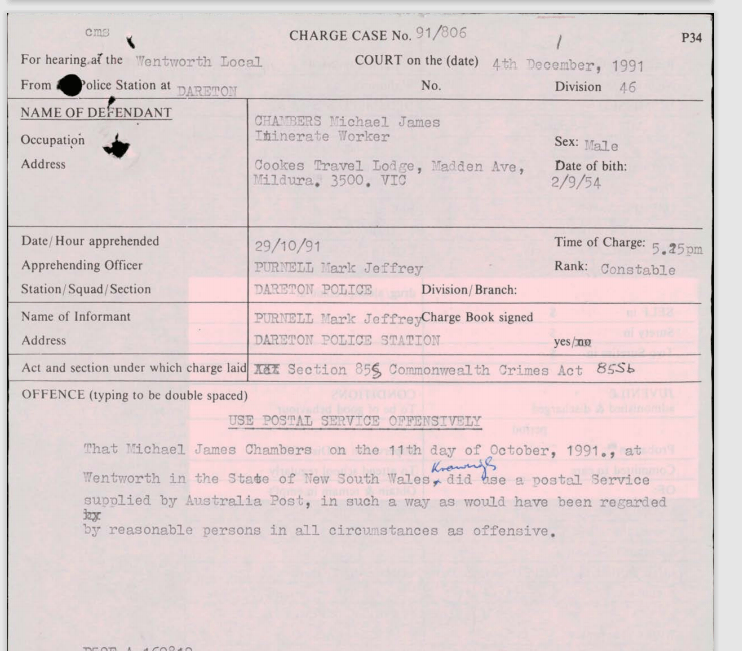 cms
CHARGE CASE No. 91/806
P34
For hearing at the Wentworth Local COURT on the (date) 4th December, 1991
From Police Station at DARETON No. Division 46
NAME OF DEFENDANT CHAMBERS Michael James
Occupation Itinerate Worker Sex: Male
Address Cookes Travel Lodge, Madden Ave, Date of birth:
Mildura. 3500. VIC 2/9/54
Date/Hour apprehended 29/10/91 Time of Charge: 5.25pm
Apprehending Officer PURNELL Mark Jeffrey Rank: Constable
Station/Squad/Section DARETON POLICE Division/Branch:
Name of Informant PURNELL Mark Jeffrey Charge Book signed
Address DARETON POLICE STATION yes/no
Act and section under which charge laid Section 85S Commonwealth Crimes Act 85Sb
OFFENCE (typing to be double spaced)
USE POSTAL SERVICE OFFENSIVELY
That Michael James Chambers on the 11th day of October, 1991., at
Knowingly
Wentworth in the State of New South Wales, did use a postal Service
supplied by Australia Post, in such a way as would have been regarded
by reasonable persons in all circumstances as offensive.